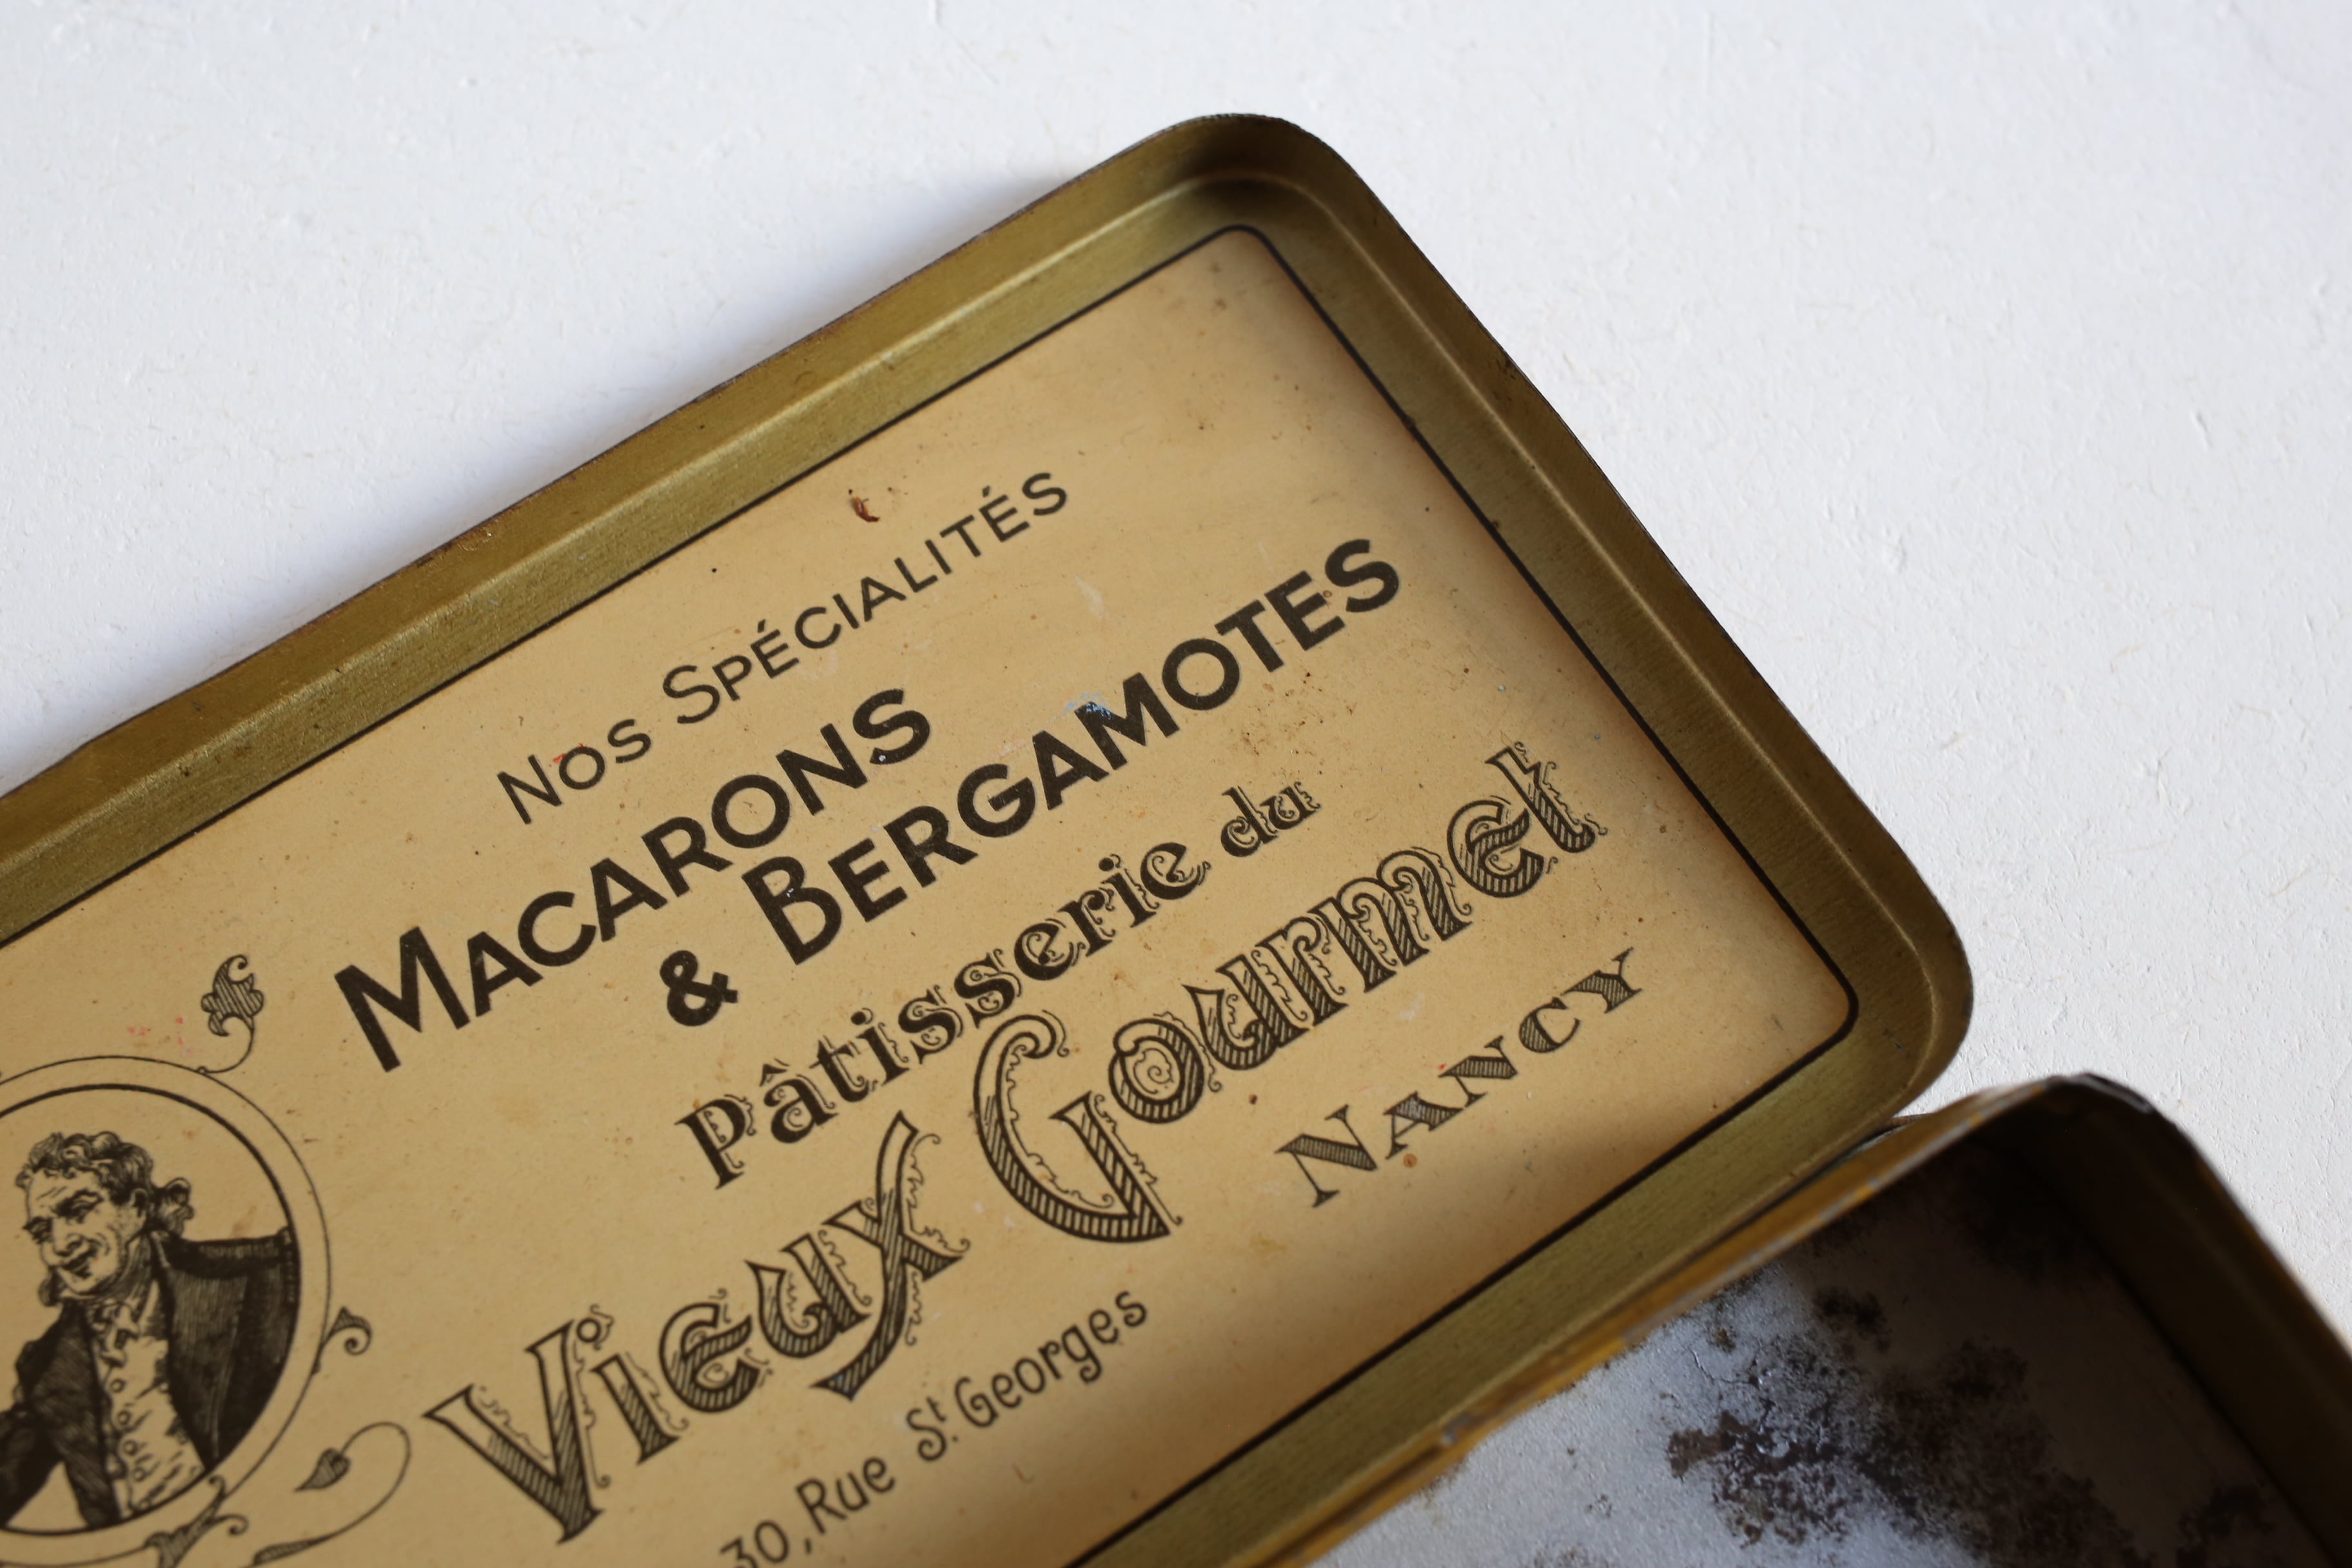 Nos Spécialités
Macarons
& Bergamotes
Pâtisserie du
Vieux Gourmet
30, Rue St. Georges
Nancy